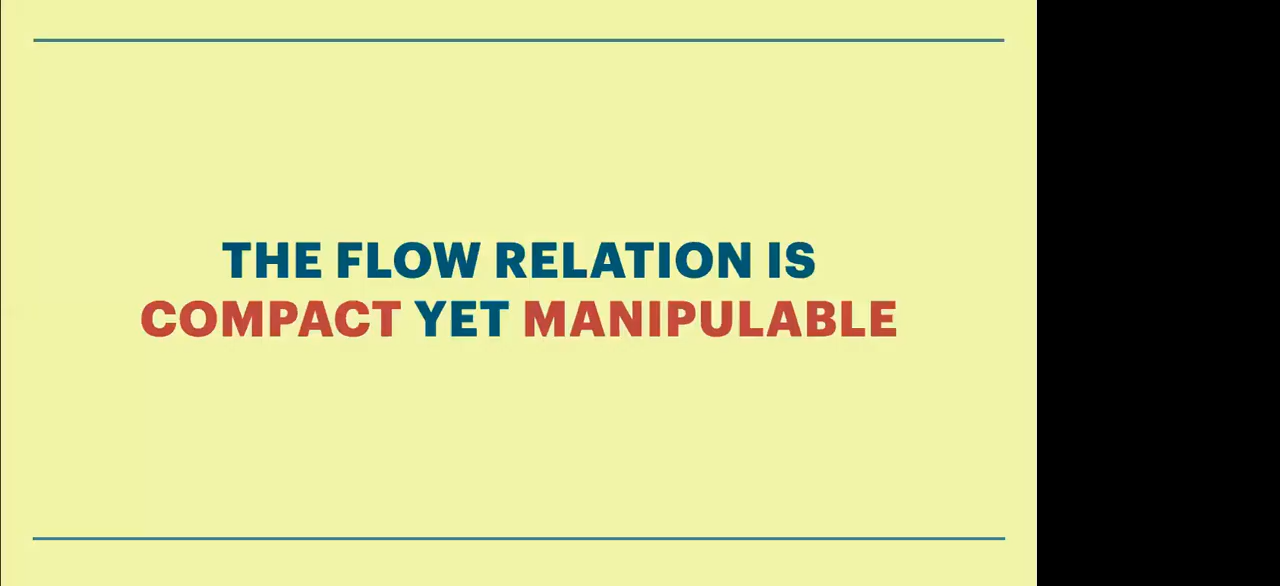 THE FLOW RELATION IS
COMPACT YET MANIPULABLE